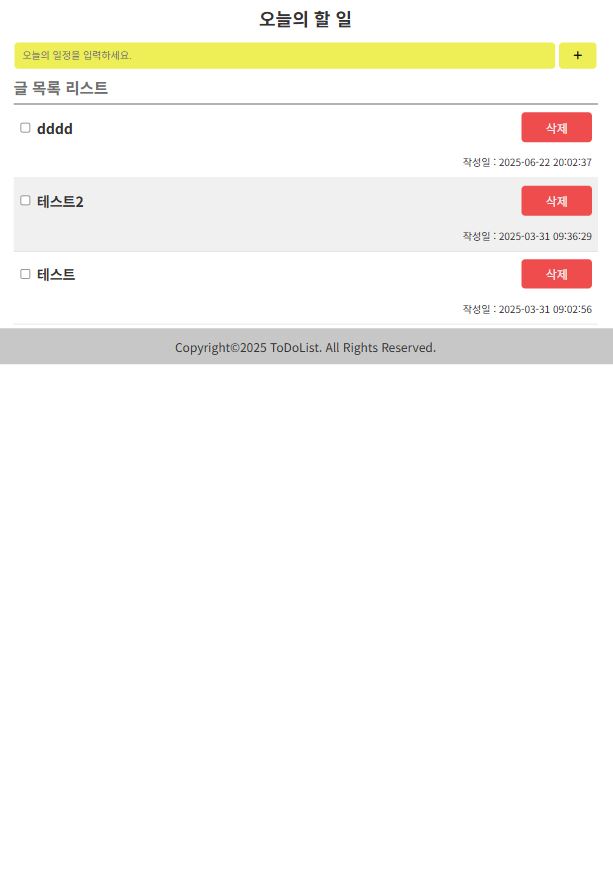 오늘의 할 일
오늘의 일정을 입력하세요.
+
글 목록 리스트
dddd
삭제
작성일 : 2025-06-22 20:02:37
테스트2
삭제
작성일 : 2025-03-31 09:36:29
테스트
삭제
작성일 : 2025-03-31 09:02:56
Copyright©2025 ToDoList. All Rights Reserved.